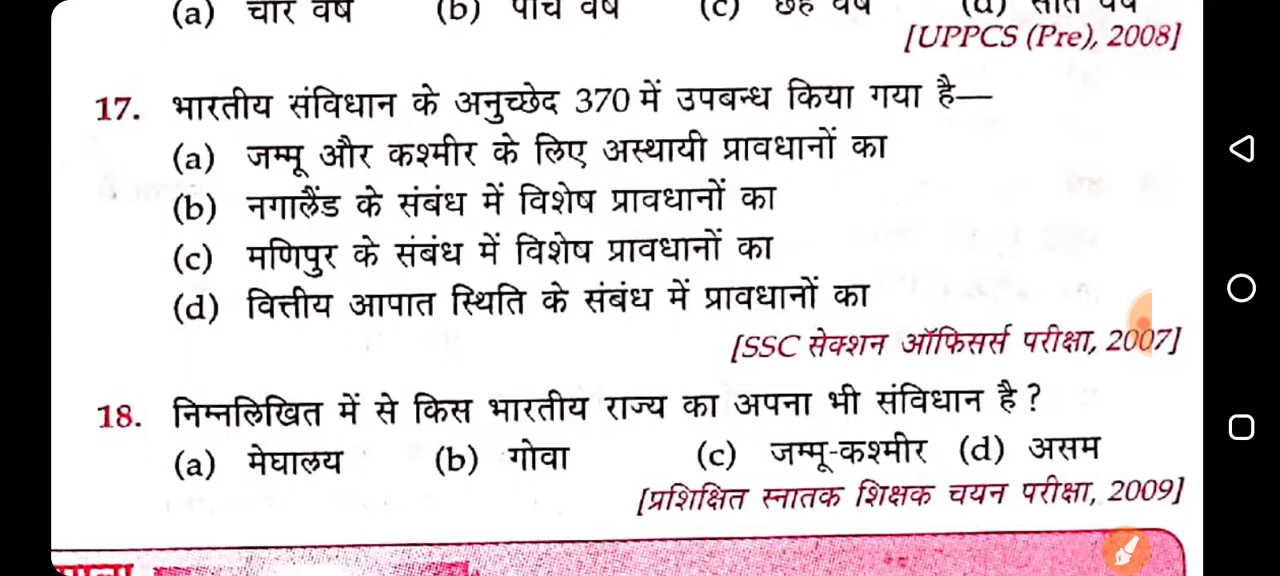 (a) चार वर्ष (b) पाँच वर्ष (c) छह वर्ष (d) सात वर्ष
[UPPCS (Pre), 2008]
17. भारतीय संविधान के अनुच्छेद 370 में उपबन्ध किया गया है—
(a) जम्मू और कश्मीर के लिए अस्थायी प्रावधानों का
(b) नगालैंड के संबंध में विशेष प्रावधानों का
(c) मणिपुर के संबंध में विशेष प्रावधानों का
(d) वित्तीय आपात स्थिति के संबंध में प्रावधानों का
[SSC सेक्शन ऑफिसर्स परीक्षा, 2007]
18. निम्नलिखित में से किस भारतीय राज्य का अपना भी संविधान है ?
(a) मेघालय (b) गोवा (c) जम्मू-कश्मीर (d) असम
[प्रशिक्षित स्नातक शिक्षक चयन परीक्षा, 2009]